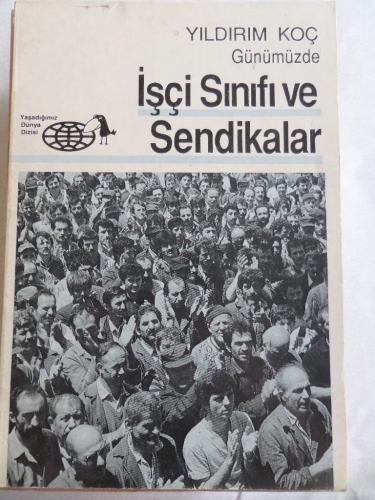 YILDIRIM KOÇ
Günümüzde
İşçi Sınıfı ve
Sendikalar
Yaşadığımız
Dünya
Dizisi